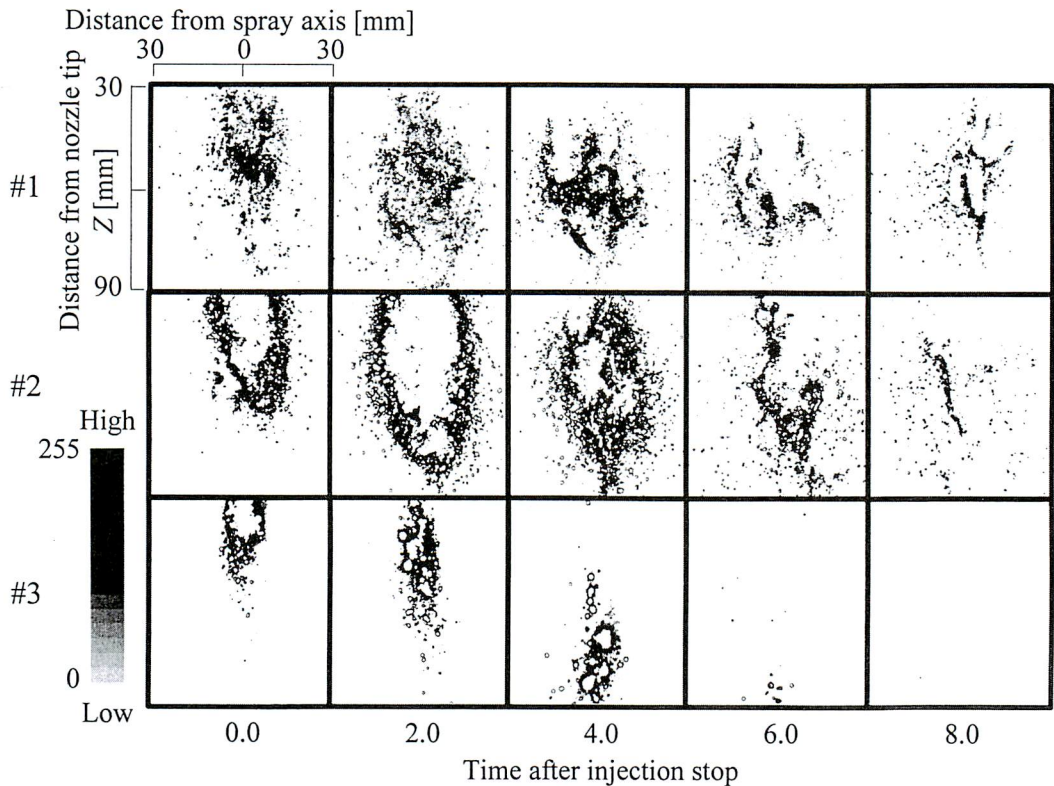 Distance from spray axis [mm]
30 0 30
Distance from nozzle tip
Z [mm]
30
90
#1
#2
#3
High
255
0
Low
0.0 2.0 4.0 6.0 8.0
Time after injection stop